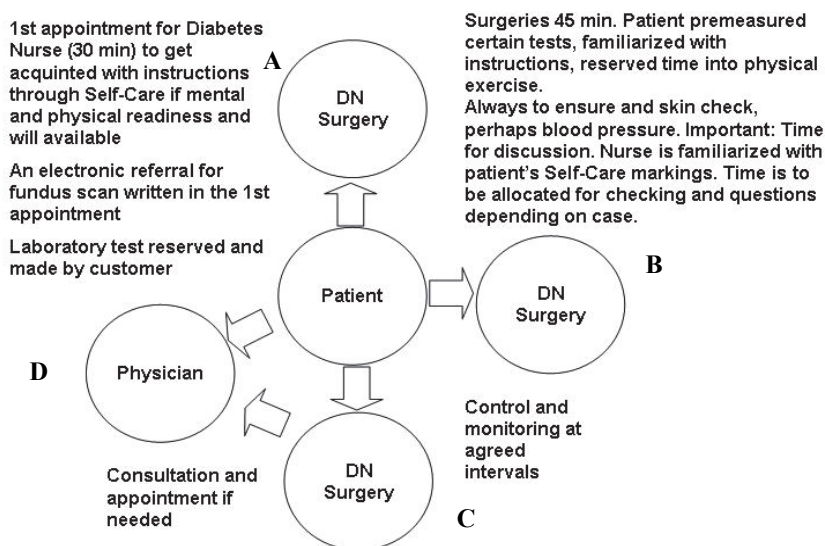 1st appointment for Diabetes
Nurse (30 min) to get
acquinted with instructions
through Self-Care if mental
and physical readiness and
will available
An electronic referral for
fundus scan written in the 1st
appointment
Laboratory test reserved and
made by customer
A
DN
Surgery
Surgeries 45 min. Patient premeasured
certain tests, familiarized with
instructions, reserved time into physical
exercise.
Always to ensure and skin check,
perhaps blood pressure. Important: Time
for discussion. Nurse is familiarized with
patient's Self-Care markings. Time is to
be allocated for checking and questions
depending on case.
Patient
B
DN
Surgery
D
Physician
Control and
monitoring at
agreed
intervals
Consultation and
appointment if
needed
DN
Surgery
C